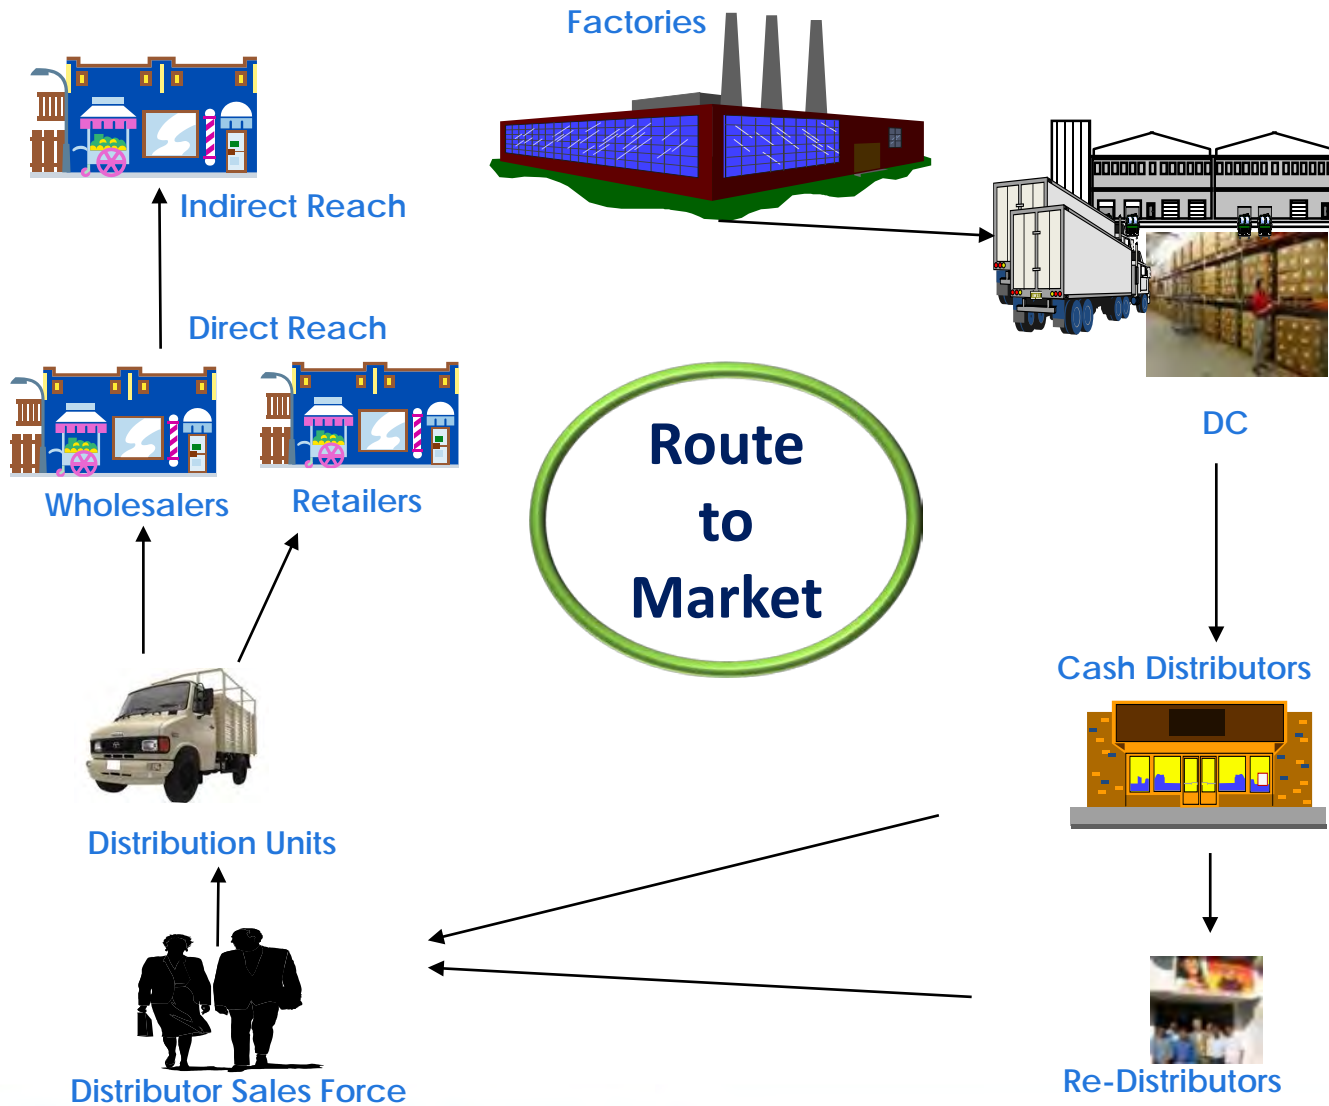 Factories
Indirect Reach
Direct Reach
Route
to
Market
DC
Wholesalers
Retailers
Cash Distributors
Distribution Units
Distributor Sales Force
Re-Distributors